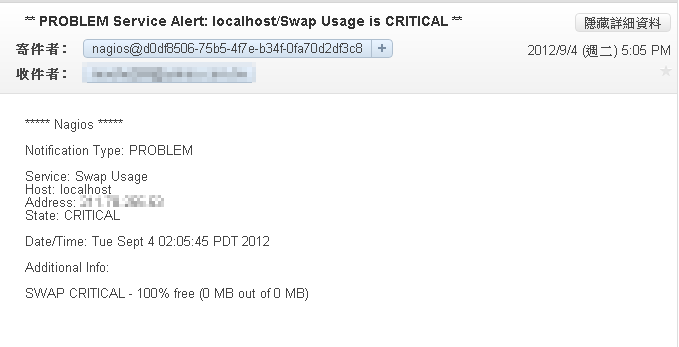 ** PROBLEM Service Alert: localhost/Swap Usage is CRITICAL **
隱藏詳細資料
寄件者： nagios@d0df8506-75b5-4f7e-b34f-0fa70d2df3c8 +
2012/9/4 (週二) 5:05 PM
收件者：
***** Nagios *****
Notification Type: PROBLEM
Service: Swap Usage
Host: localhost
Address:
State: CRITICAL
Date/Time: Tue Sept 4 02:05:45 PDT 2012
Additional Info:
SWAP CRITICAL - 100% free (0 MB out of 0 MB)